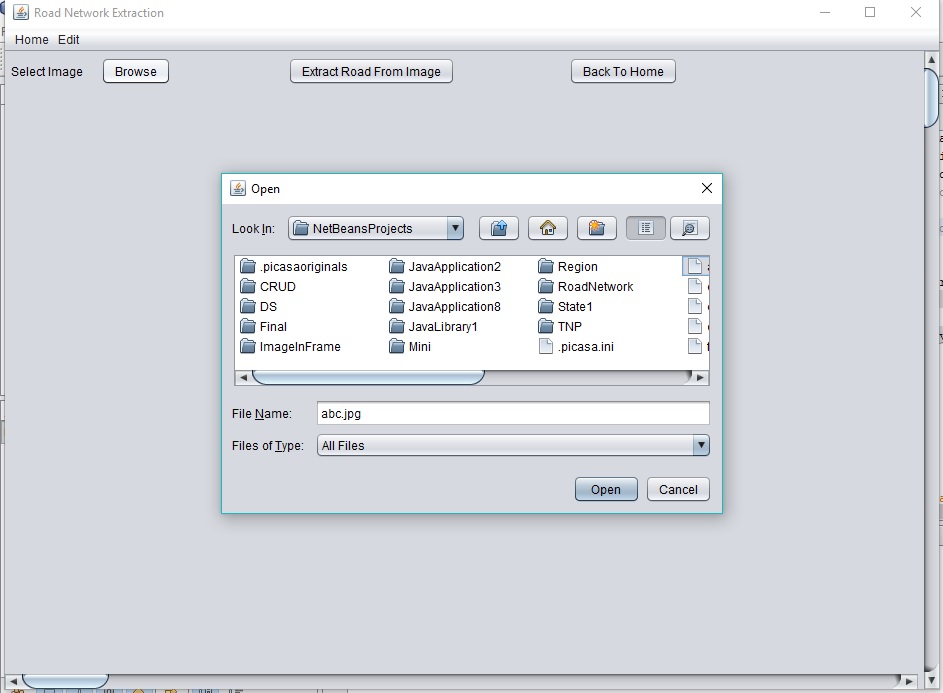 Road Network Extraction
Home Edit
Select Image Browse Extract Road From Image Back To Home
Open
Look In: NetBeansProjects
.picasaoriginals JavaApplication2 Region
CRUD JavaApplication3 RoadNetwork
DS JavaApplication8 State1
Final JavaLibrary1 TNP
ImageInFrame Mini .picasa.ini
File Name: abc.jpg
Files of Type: All Files
Open Cancel